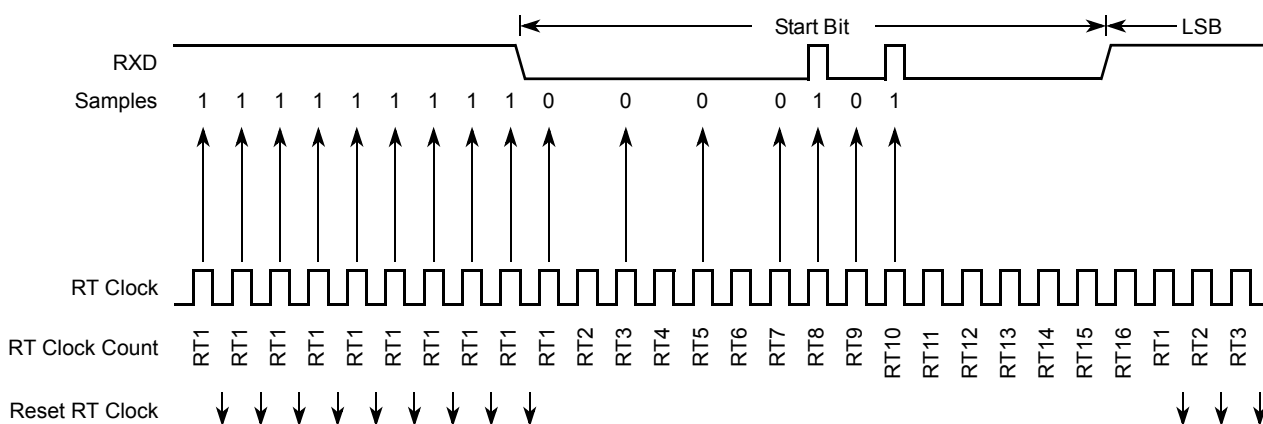 Start Bit LSB
RXD
Samples 1 1 1 1 1 1 1 1 1 0 0 0 0 1 0 1
RT Clock
RT Clock Count RT1 RT1 RT1 RT1 RT1 RT1 RT1 RT1 RT1 RT1 RT2 RT3 RT4 RT5 RT6 RT7 RT8 RT9 RT10 RT11 RT12 RT13 RT14 RT15 RT16 RT1 RT2 RT3
Reset RT Clock